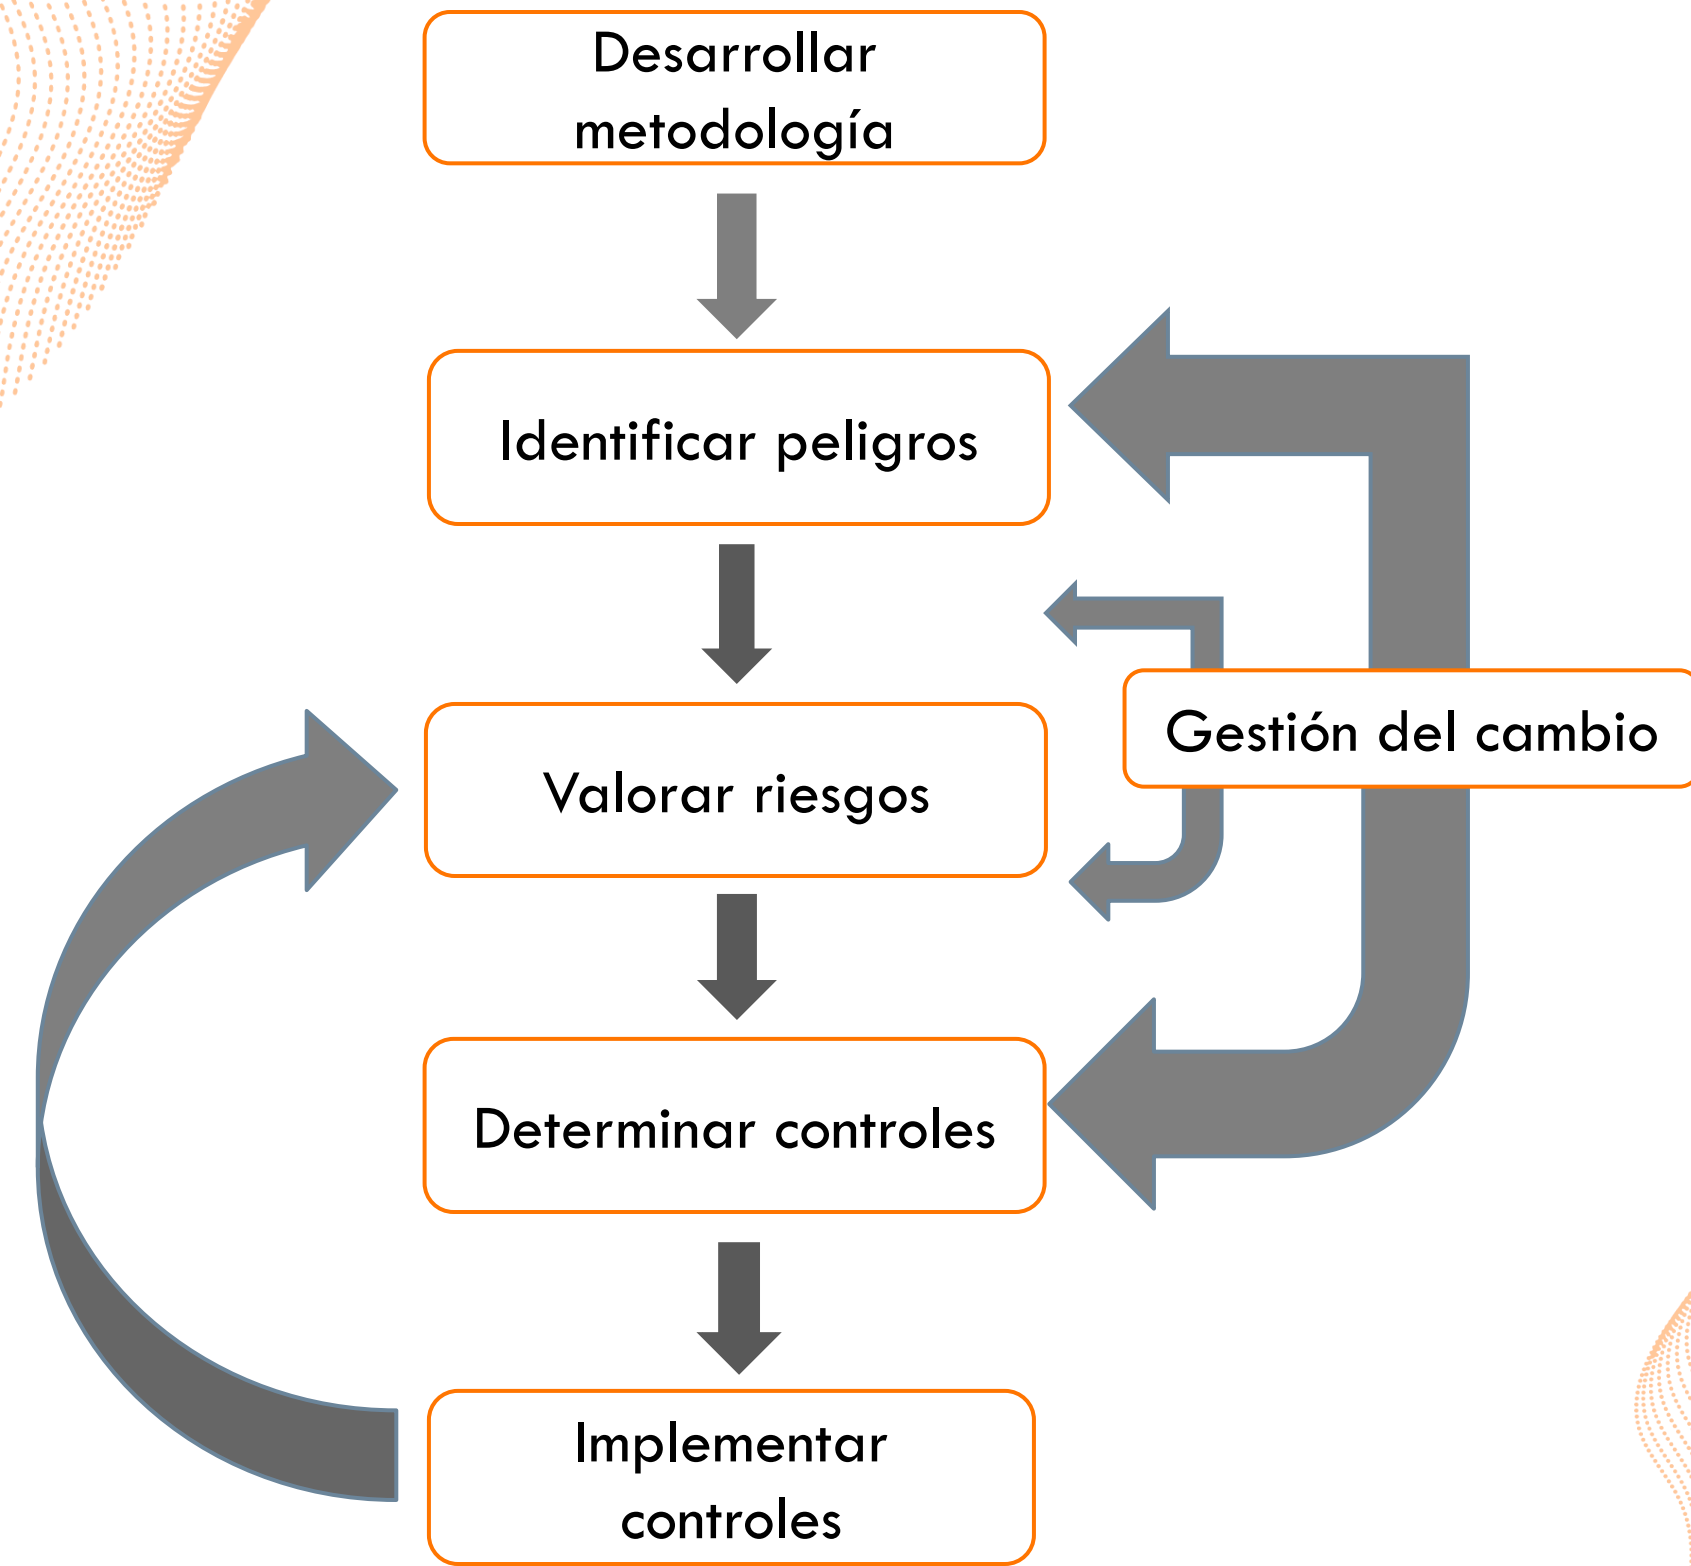 Desarrollar
metodología
Identificar peligros
Gestión del cambio
Valorar riesgos
Determinar controles
Implementar
controles